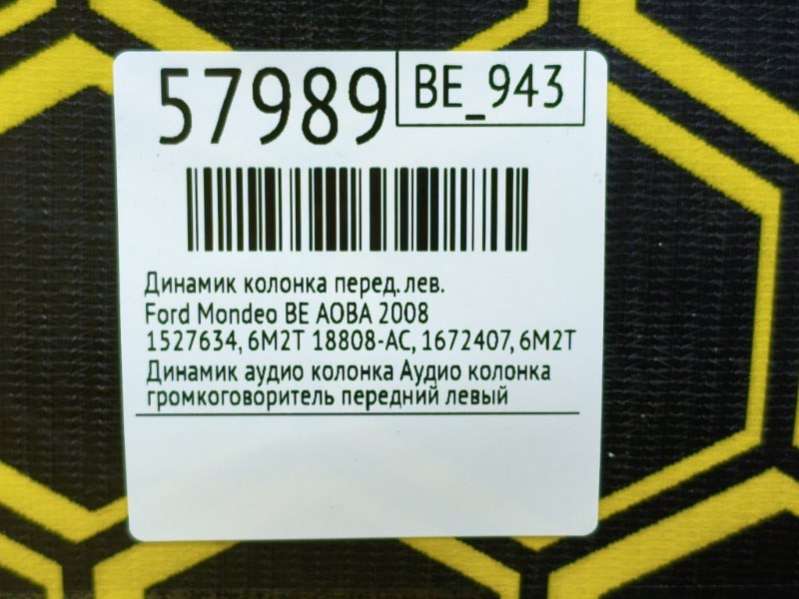 57989
BE_943
Динамик колонка перед. лев.
Ford Mondeo BE AOBA 2008
1527634, 6M2T 18808-AC, 1672407, 6M2T
Динамик аудио колонка Аудио колонка
громкоговоритель передний левый